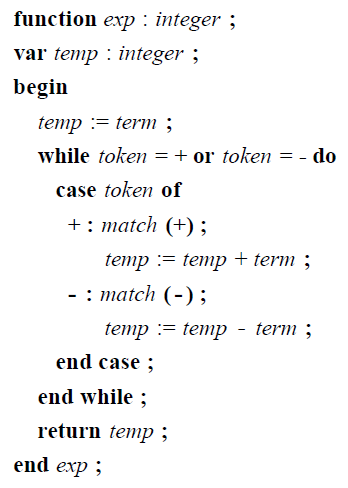 function exp : integer ;
var temp : integer ;
begin
temp := term ;
while token = + or token = - do
case token of
+ : match (+) ;
temp := temp + term ;
- : match (-) ;
temp := temp - term ;
end case ;
end while ;
return temp ;
end exp ;